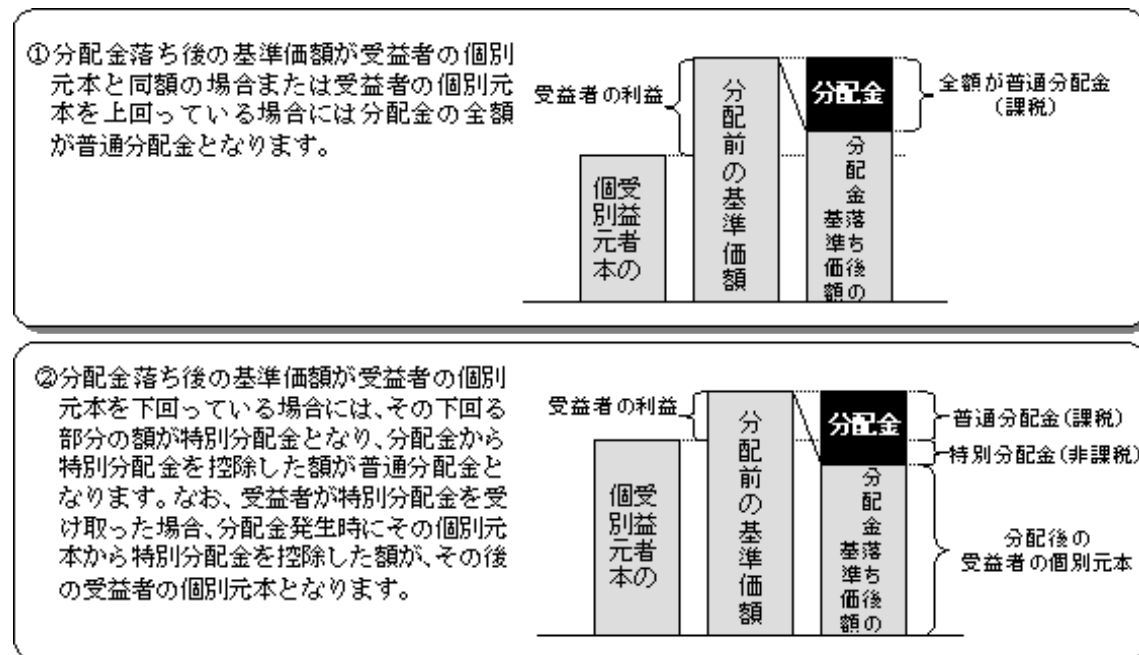 ①分配金落ち後の基準価額が受益者の個別
元本と同額の場合または受益者の個別元
本を上回っている場合には分配金の全額
が普通分配金となります。
受益者の利益
受益者の
個別元本
分配前の基準価額
分配金
分配金落ち後の
基準価額
全額が普通分配金
(課税)
②分配金落ち後の基準価額が受益者の個別
元本を下回っている場合には、その下回る
部分の額が特別分配金となり、分配金から
特別分配金を控除した額が普通分配金と
なります。なお、受益者が特別分配金を受
け取った場合、分配金発生時にその個別元
本から特別分配金を控除した額が、その後
の受益者の個別元本となります。
受益者の利益
受益者の
個別元本
分配前の基準価額
分配金
分配金落ち後の
基準価額
普通分配金(課税)
特別分配金(非課税)
分配後の
受益者の個別元本